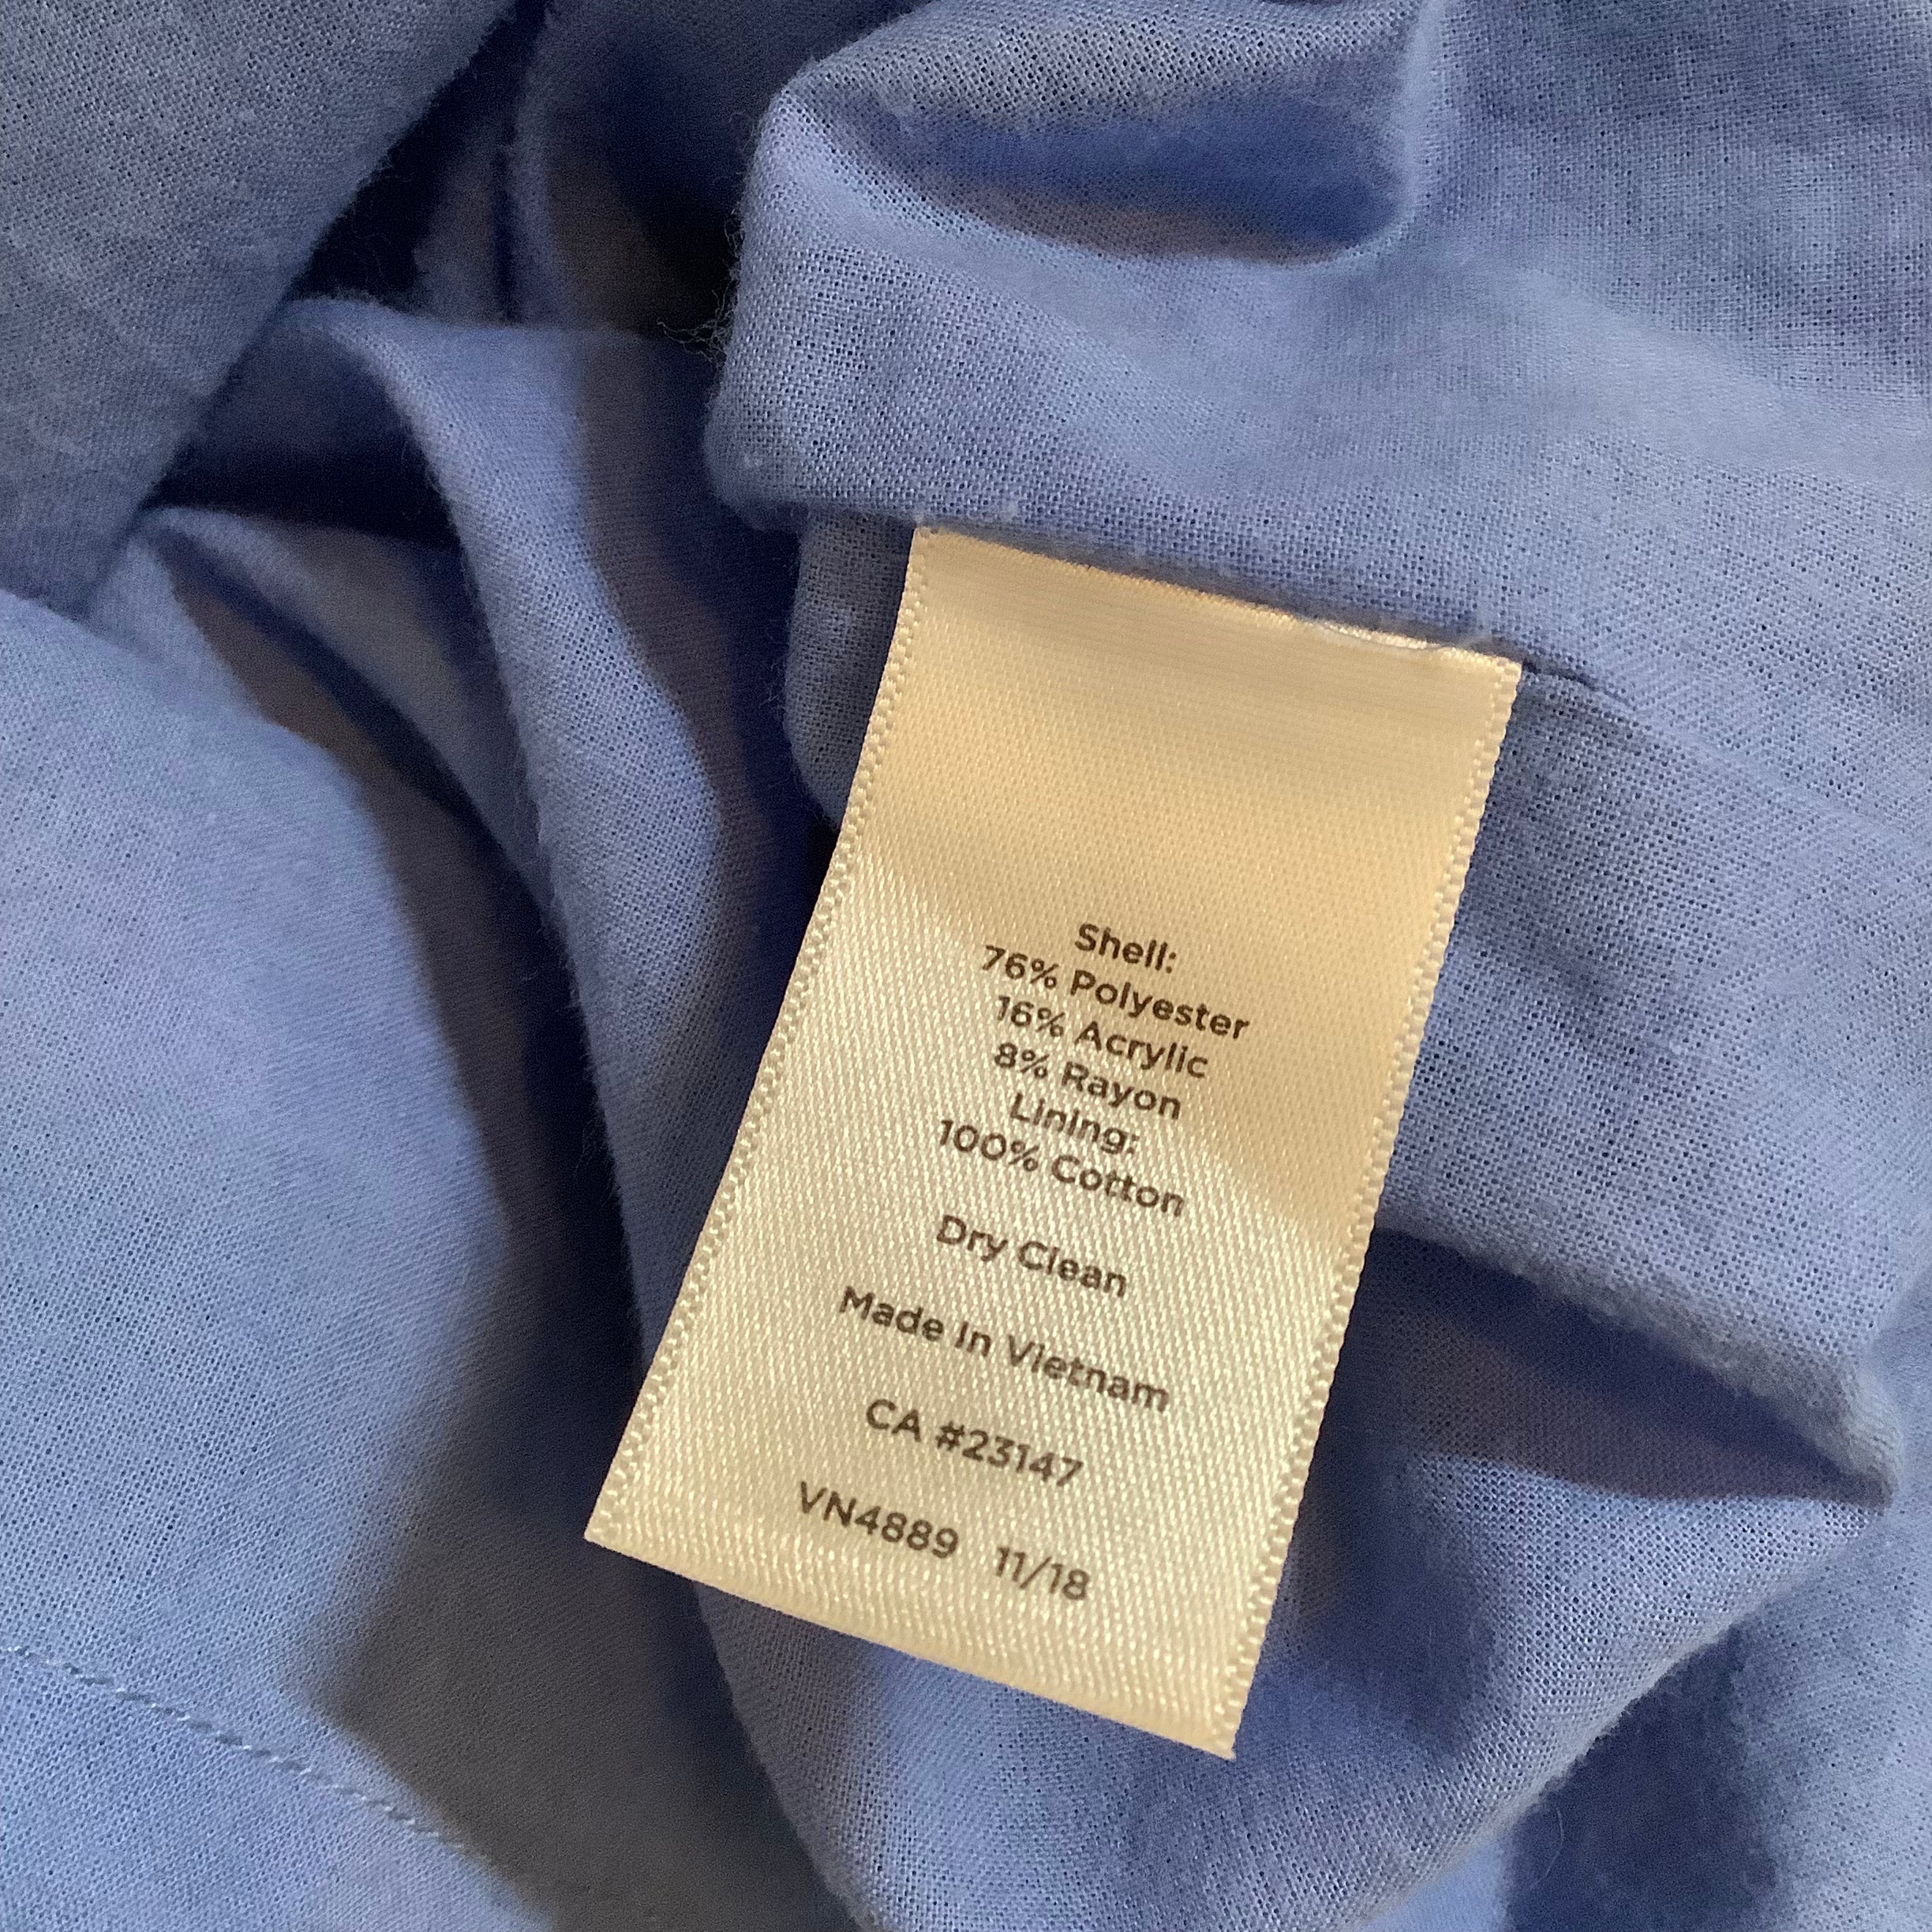 Shell:
76% Polyester
16% Acrylic
8% Rayon
Lining:
100% Cotton
Dry Clean
Made In Vietnam
CA #23147
VN4889 11/18